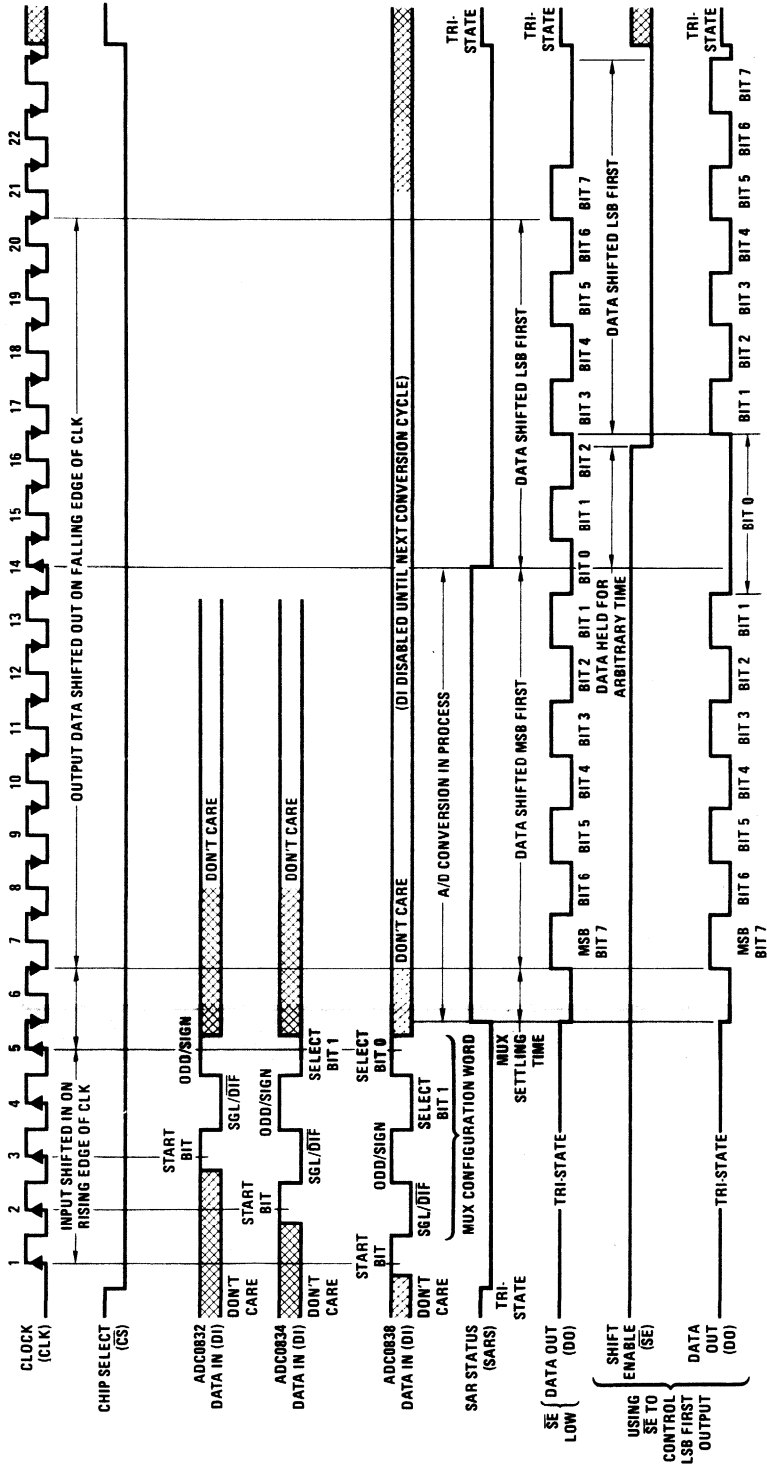 CLOCK
(CLK)
1 2 3 4 5 6 7 8 9 10 11 12 13 14 15 16 17 18 19 20 21 22
INPUT SHIFTED IN ON
RISING EDGE OF CLK
OUTPUT DATA SHIFTED OUT ON FALLING EDGE OF CLK
CHIP SELECT
(CS)
ADC0832
DATA IN (DI)
DON'T
CARE
START
BIT
SGL/DIF
ODD/SIGN
DON'T CARE
ADC0834
DATA IN (DI)
DON'T
CARE
START
BIT
SGL/DIF
ODD/SIGN
SELECT
BIT 1
DON'T CARE
ADC0838
DATA IN (DI)
DON'T
CARE
START
BIT
SGL/DIF
ODD/SIGN
SELECT
BIT 1
SELECT
BIT 0
DON'T CARE
(DI DISABLED UNTIL NEXT CONVERSION CYCLE)
MUX CONFIGURATION WORD
SAR STATUS
(SARS)
TRI-
STATE
A/D CONVERSION IN PROCESS
TRI-
STATE
MUX
SETTLING
TIME
DATA SHIFTED MSB FIRST
DATA SHIFTED LSB FIRST
SE
LOW
DATA OUT
(DO)
TRI-STATE
MSB
BIT 7
BIT 6 BIT 5 BIT 4 BIT 3 BIT 2 BIT 1 BIT 0 BIT 1 BIT 2 BIT 3 BIT 4 BIT 5 BIT 6 BIT 7
TRI-
STATE
DATA HELD FOR
ARBITRARY TIME
DATA SHIFTED LSB FIRST
USING
SE TO
CONTROL
LSB FIRST
OUTPUT
SHIFT
ENABLE
(SE)
DATA
OUT
(DO)
TRI-STATE
MSB
BIT 7
BIT 6 BIT 5 BIT 4 BIT 3 BIT 2 BIT 1 BIT 0 BIT 1 BIT 2 BIT 3 BIT 4 BIT 5 BIT 6 BIT 7
TRI-
STATE